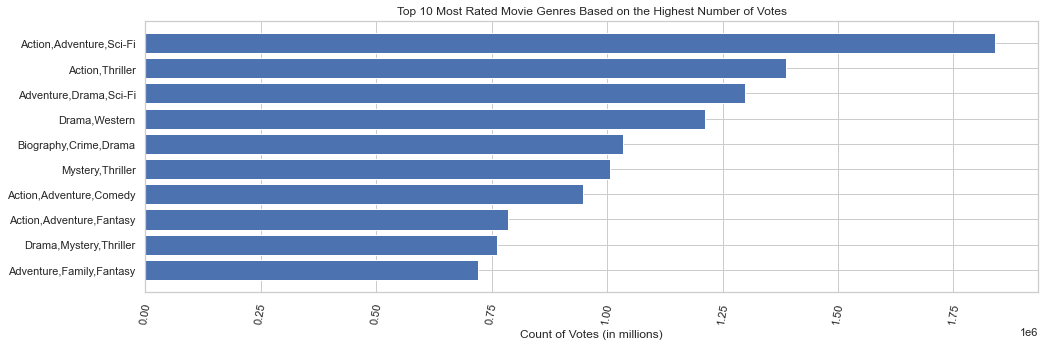 Top 10 Most Rated Movie Genres Based on the Highest Number of Votes
Action,Adventure,Sci-Fi
Action,Thriller
Adventure,Drama,Sci-Fi
Drama,Western
Biography,Crime,Drama
Mystery,Thriller
Action,Adventure,Comedy
Action,Adventure,Fantasy
Drama,Mystery,Thriller
Adventure,Family,Fantasy
0.00
0.25
0.50
0.75
1.00
1.25
1.50
1.75
1e6
Count of Votes (in millions)